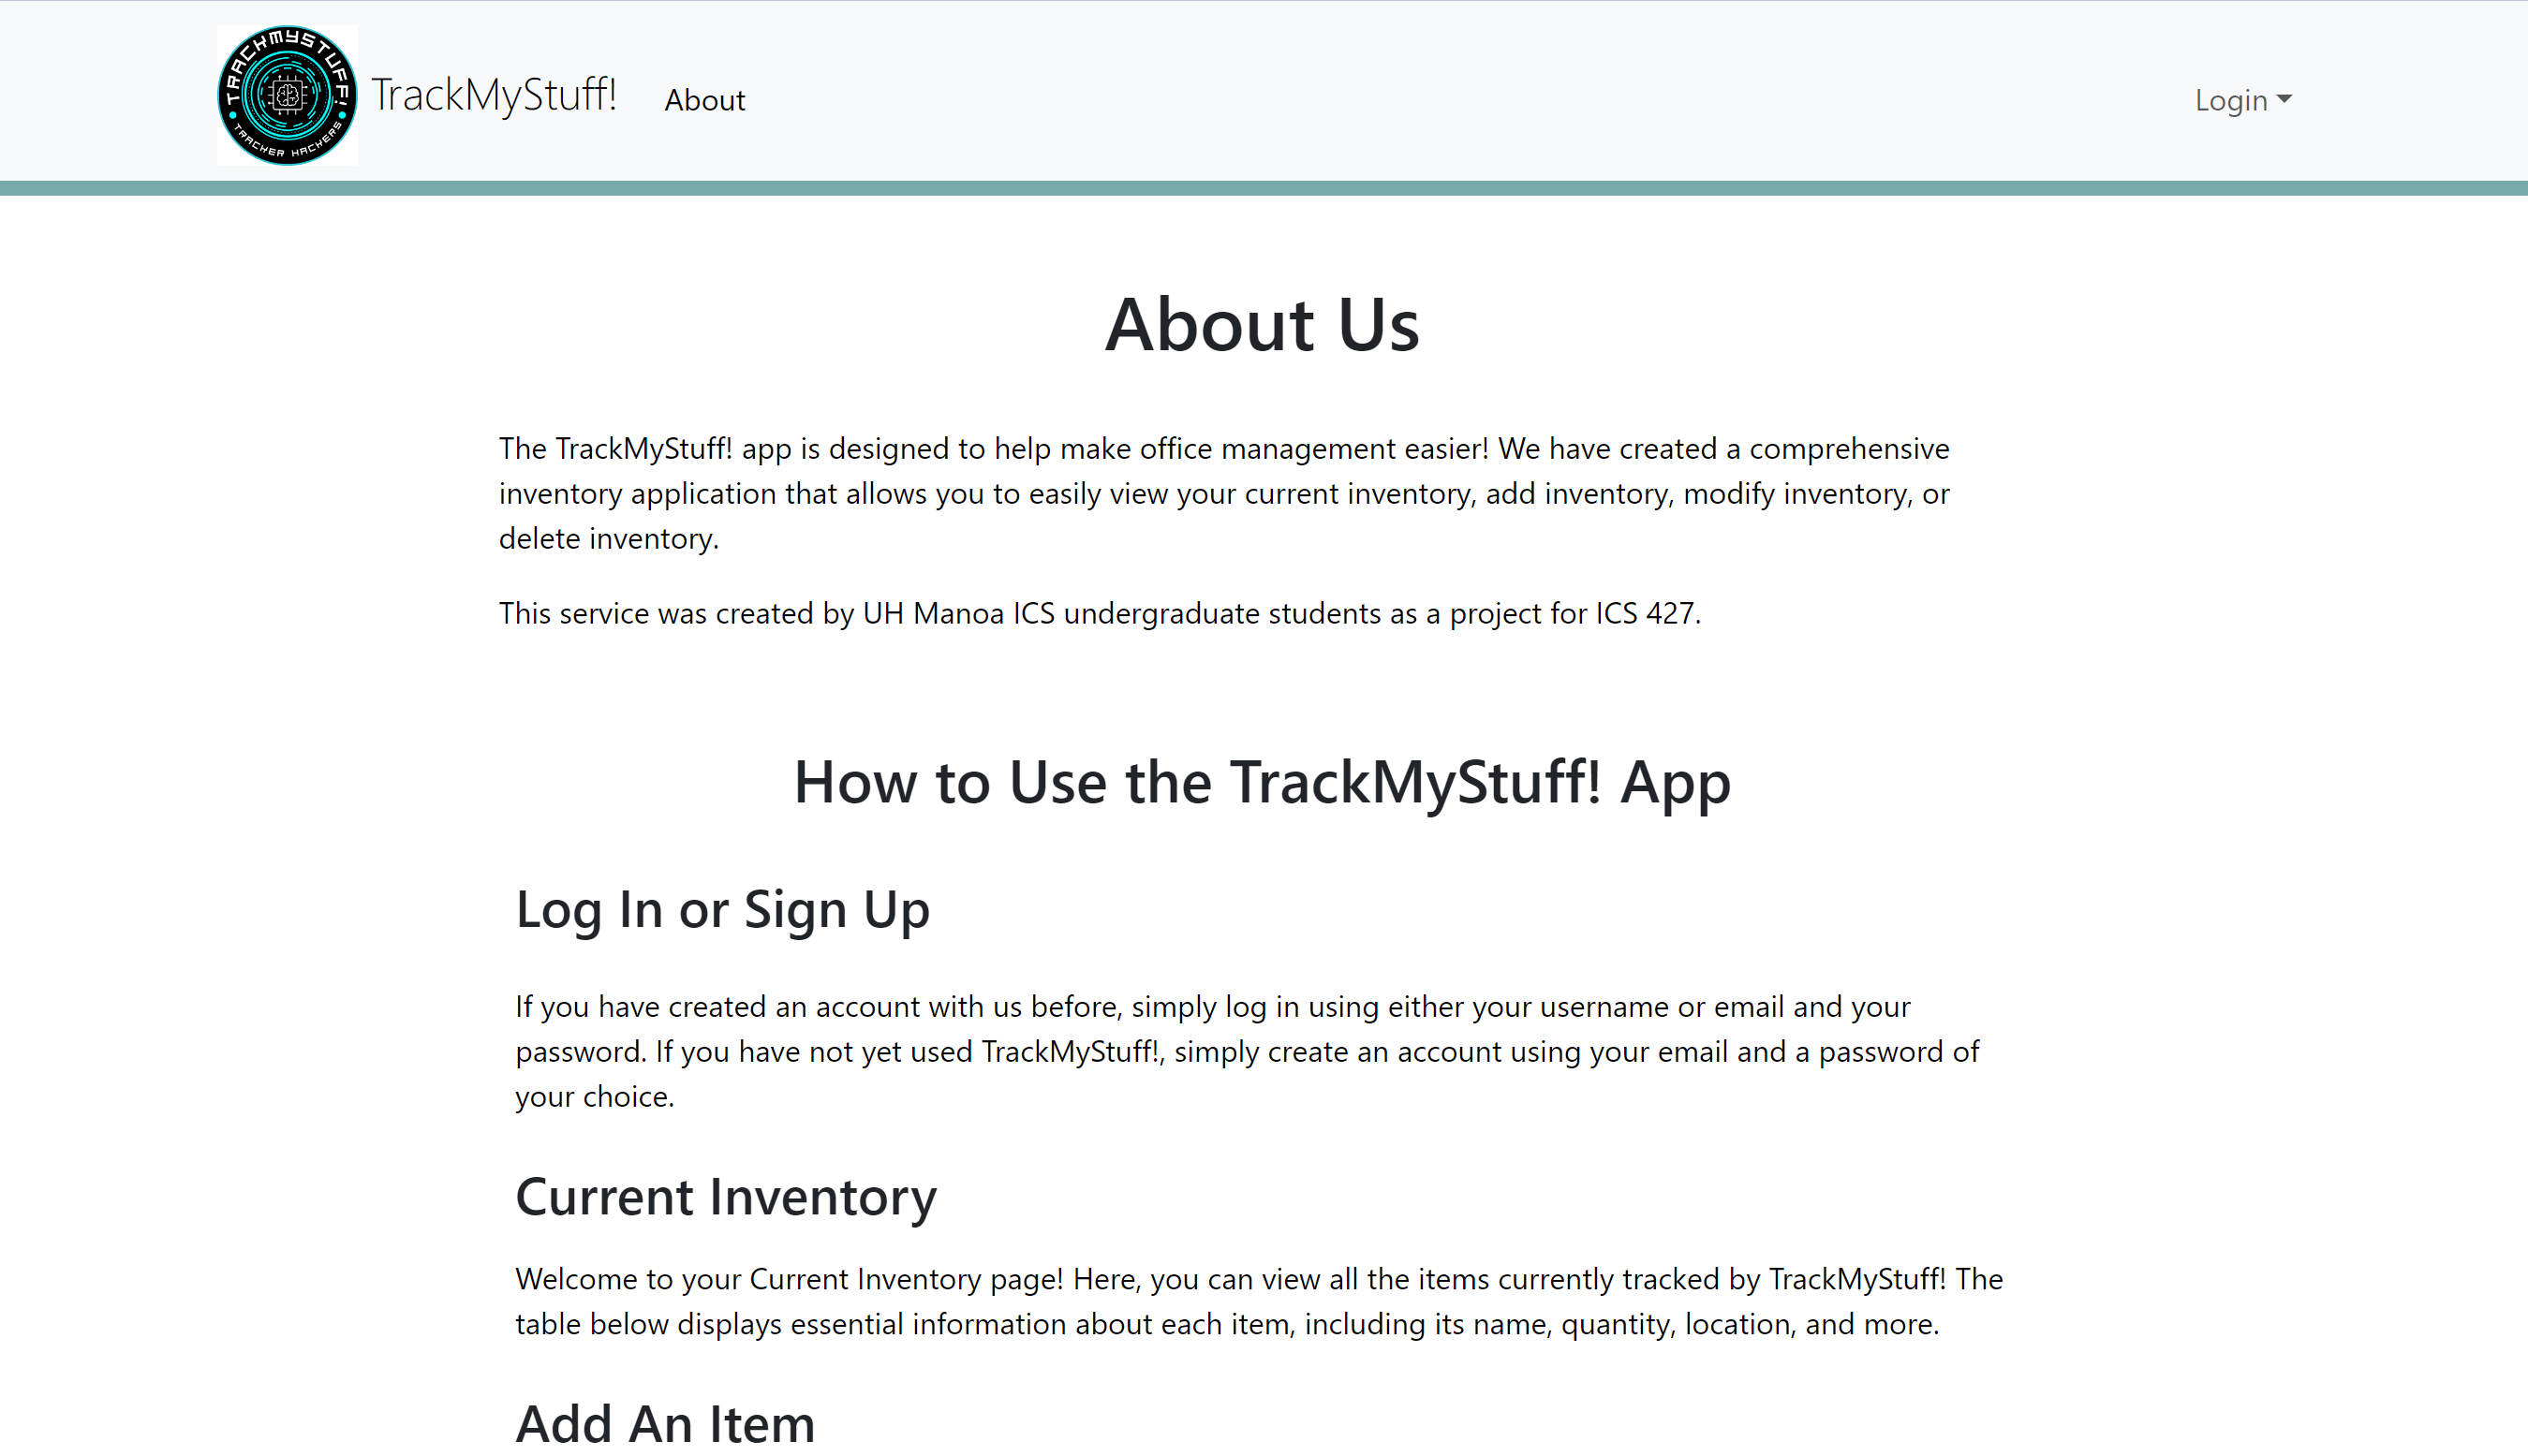 TRACKMYSTUFF!
TRACKER HACKERS
TrackMyStuff!
About
Login
About Us
The TrackMyStuff! app is designed to help make office management easier! We have created a comprehensive
inventory application that allows you to easily view your current inventory, add inventory, modify inventory, or
delete inventory.
This service was created by UH Manoa ICS undergraduate students as a project for ICS 427.
How to Use the TrackMyStuff! App
Log In or Sign Up
If you have created an account with us before, simply log in using either your username or email and your
password. If you have not yet used TrackMyStuff!, simply create an account using your email and a password of
your choice.
Current Inventory
Welcome to your Current Inventory page! Here, you can view all the items currently tracked by TrackMyStuff! The
table below displays essential information about each item, including its name, quantity, location, and more.
Add An Item